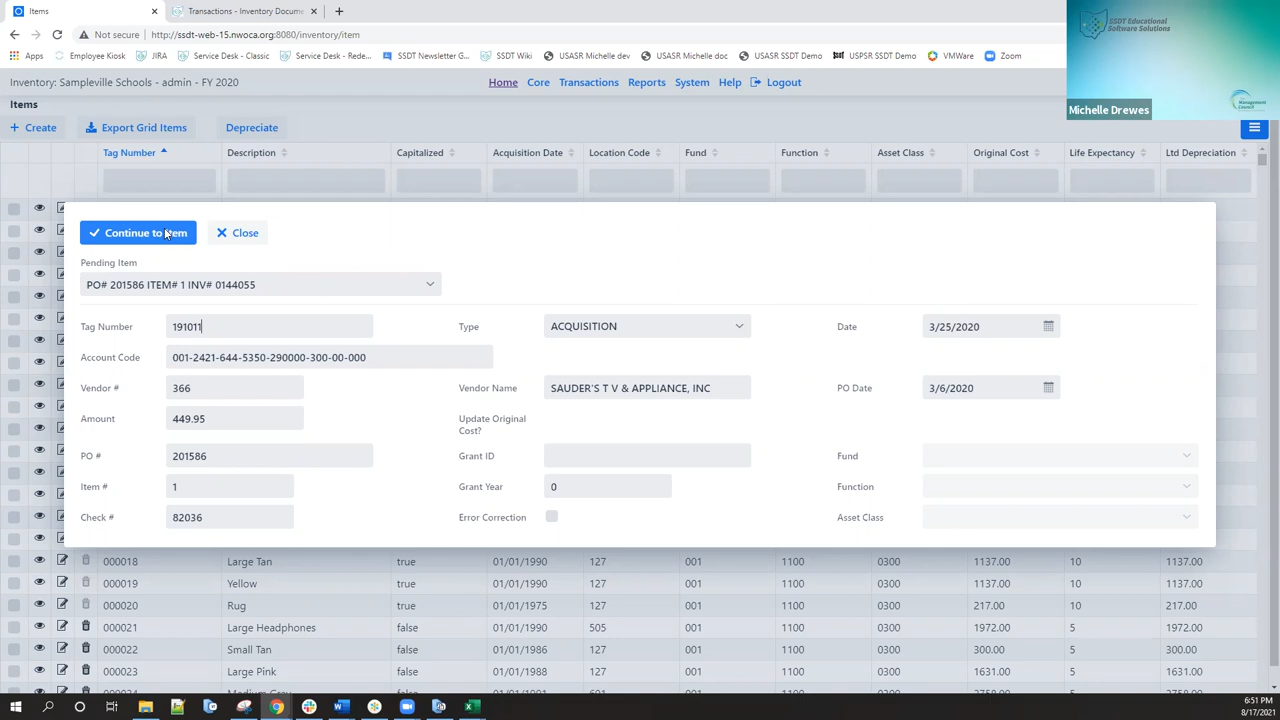 Items
Transactions - Inventory Docume
Not secure
http://ssdt-web-15.nwoca.org:8080/inventory/item
Apps Employee Kiosk JIRA Service Desk - Classic Service Desk - Rede... SSDT Newsletter G... SSDT Wiki USASR Michelle dev USASR Michelle doc USASR SSDT Demo USPSR SSDT Demo VMWare Zoom
SSDT Educational
Software Solutions
Management
Council
Michelle Drewes
Inventory: Sampleville Schools - admin - FY 2020
Home Core Transactions Reports System Help Logout
Items
Create Export Grid Items Depreciate
Tag Number Description Capitalized Acquisition Date Location Code Fund Function Asset Class Original Cost Life Expectancy Ltd Depreciation
Continue to Item Close
Pending Item
PO# 201586 ITEM# 1 INV# 0144055
Tag Number 191011 Type ACQUISITION Date 3/25/2020
Account Code 001-2421-644-5350-290000-300-00-000
Vendor # 366 Vendor Name SAUDER'S T V & APPLIANCE, INC PO Date 3/6/2020
Amount 449.95 Update Original
Cost?
PO # 201586 Grant ID Fund
Item # 1 Grant Year 0 Function
Check # 82036 Error Correction Asset Class
000018 Large Tan true 01/01/1990 127 001 1100 0300 1137.00 10 1137.00
000019 Yellow true 01/01/1990 127 001 1100 0300 1137.00 10 1137.00
000020 Rug true 01/01/1975 127 001 1100 0300 217.00 10 217.00
000021 Large Headphones false 01/01/1990 505 001 1100 0300 1972.00 5 1972.00
000022 Small Tan false 01/01/1986 127 001 1100 0300 300.00 5 300.00
000023 Large Pink false 01/01/1988 127 001 1100 0300 1631.00 5 1631.00
6:51 PM
8/17/2021